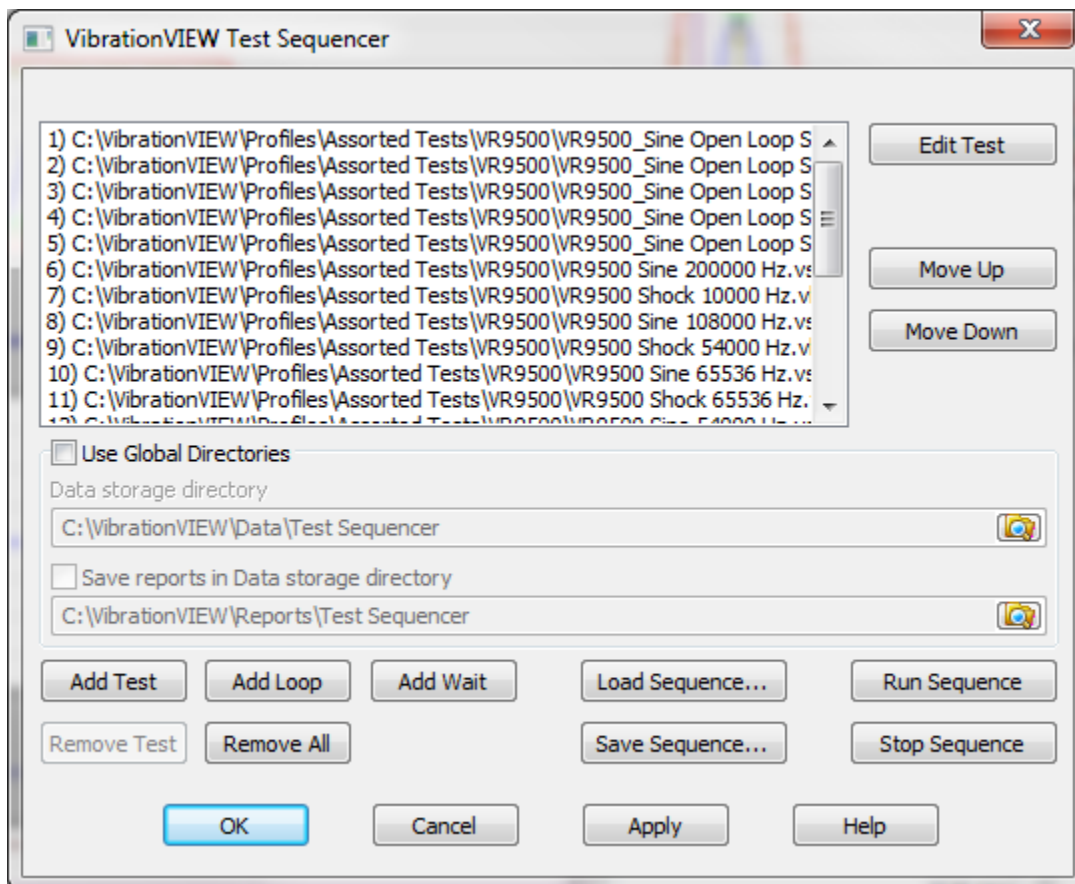 VibrationVIEW Test Sequencer
1) C:\VibrationVIEW\Profiles\Assorted Tests\VR9500\VR9500_Sine Open Loop S
2) C:\VibrationVIEW\Profiles\Assorted Tests\VR9500\VR9500_Sine Open Loop S
3) C:\VibrationVIEW\Profiles\Assorted Tests\VR9500\VR9500_Sine Open Loop S
4) C:\VibrationVIEW\Profiles\Assorted Tests\VR9500\VR9500_Sine Open Loop S
5) C:\VibrationVIEW\Profiles\Assorted Tests\VR9500\VR9500_Sine Open Loop S
6) C:\VibrationVIEW\Profiles\Assorted Tests\VR9500\VR9500 Sine 200000 Hz.vs
7) C:\VibrationVIEW\Profiles\Assorted Tests\VR9500\VR9500 Shock 10000 Hz.v
8) C:\VibrationVIEW\Profiles\Assorted Tests\VR9500\VR9500 Sine 108000 Hz.vs
9) C:\VibrationVIEW\Profiles\Assorted Tests\VR9500\VR9500 Shock 54000 Hz.v
10) C:\VibrationVIEW\Profiles\Assorted Tests\VR9500\VR9500 Sine 65536 Hz.vs
11) C:\VibrationVIEW\Profiles\Assorted Tests\VR9500\VR9500 Shock 65536 Hz.
Edit Test
Move Up
Move Down
Use Global Directories
Data storage directory
C:\VibrationVIEW\Data\Test Sequencer
Save reports in Data storage directory
C:\VibrationVIEW\Reports\Test Sequencer
Add Test Add Loop Add Wait Load Sequence... Run Sequence
Remove Test Remove All Save Sequence... Stop Sequence
OK Cancel Apply Help